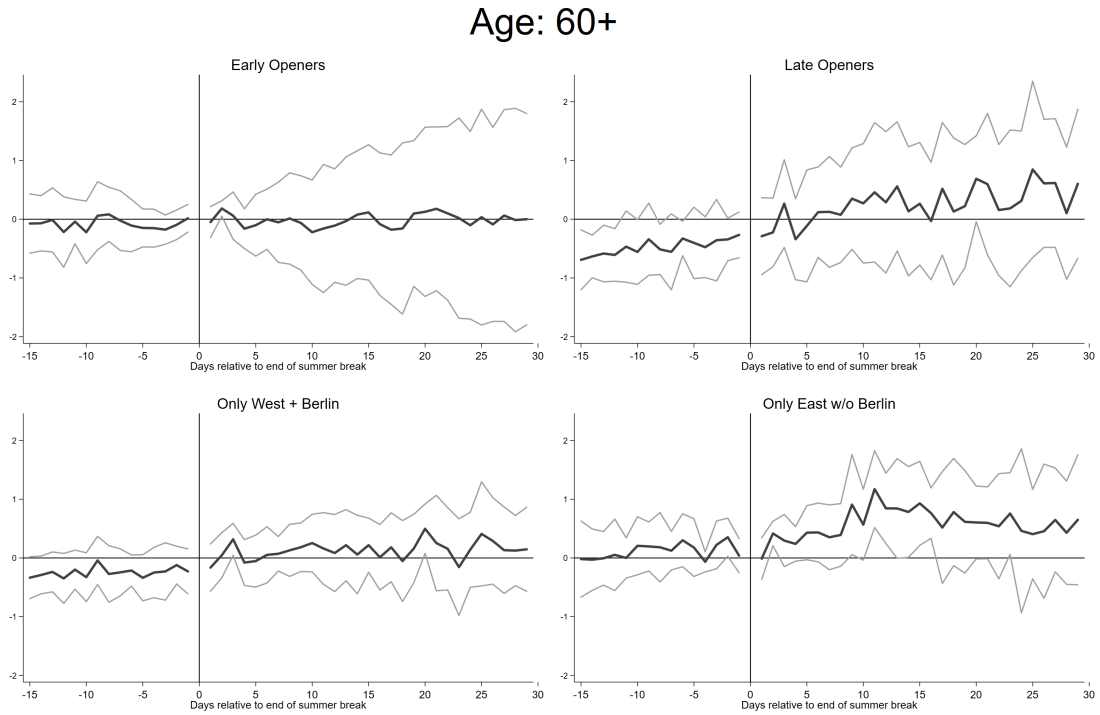 Age: 60+
Early Openers
2
1
0
-1
-2
-15 -10 -5 0 5 10 15 20 25 30
Days relative to end of summer break
Late Openers
2
1
0
-1
-2
-15 -10 -5 0 5 10 15 20 25 30
Days relative to end of summer break
Only West + Berlin
2
1
0
-1
-2
-15 -10 -5 0 5 10 15 20 25 30
Days relative to end of summer break
Only East w/o Berlin
2
1
0
-1
-2
-15 -10 -5 0 5 10 15 20 25 30
Days relative to end of summer break